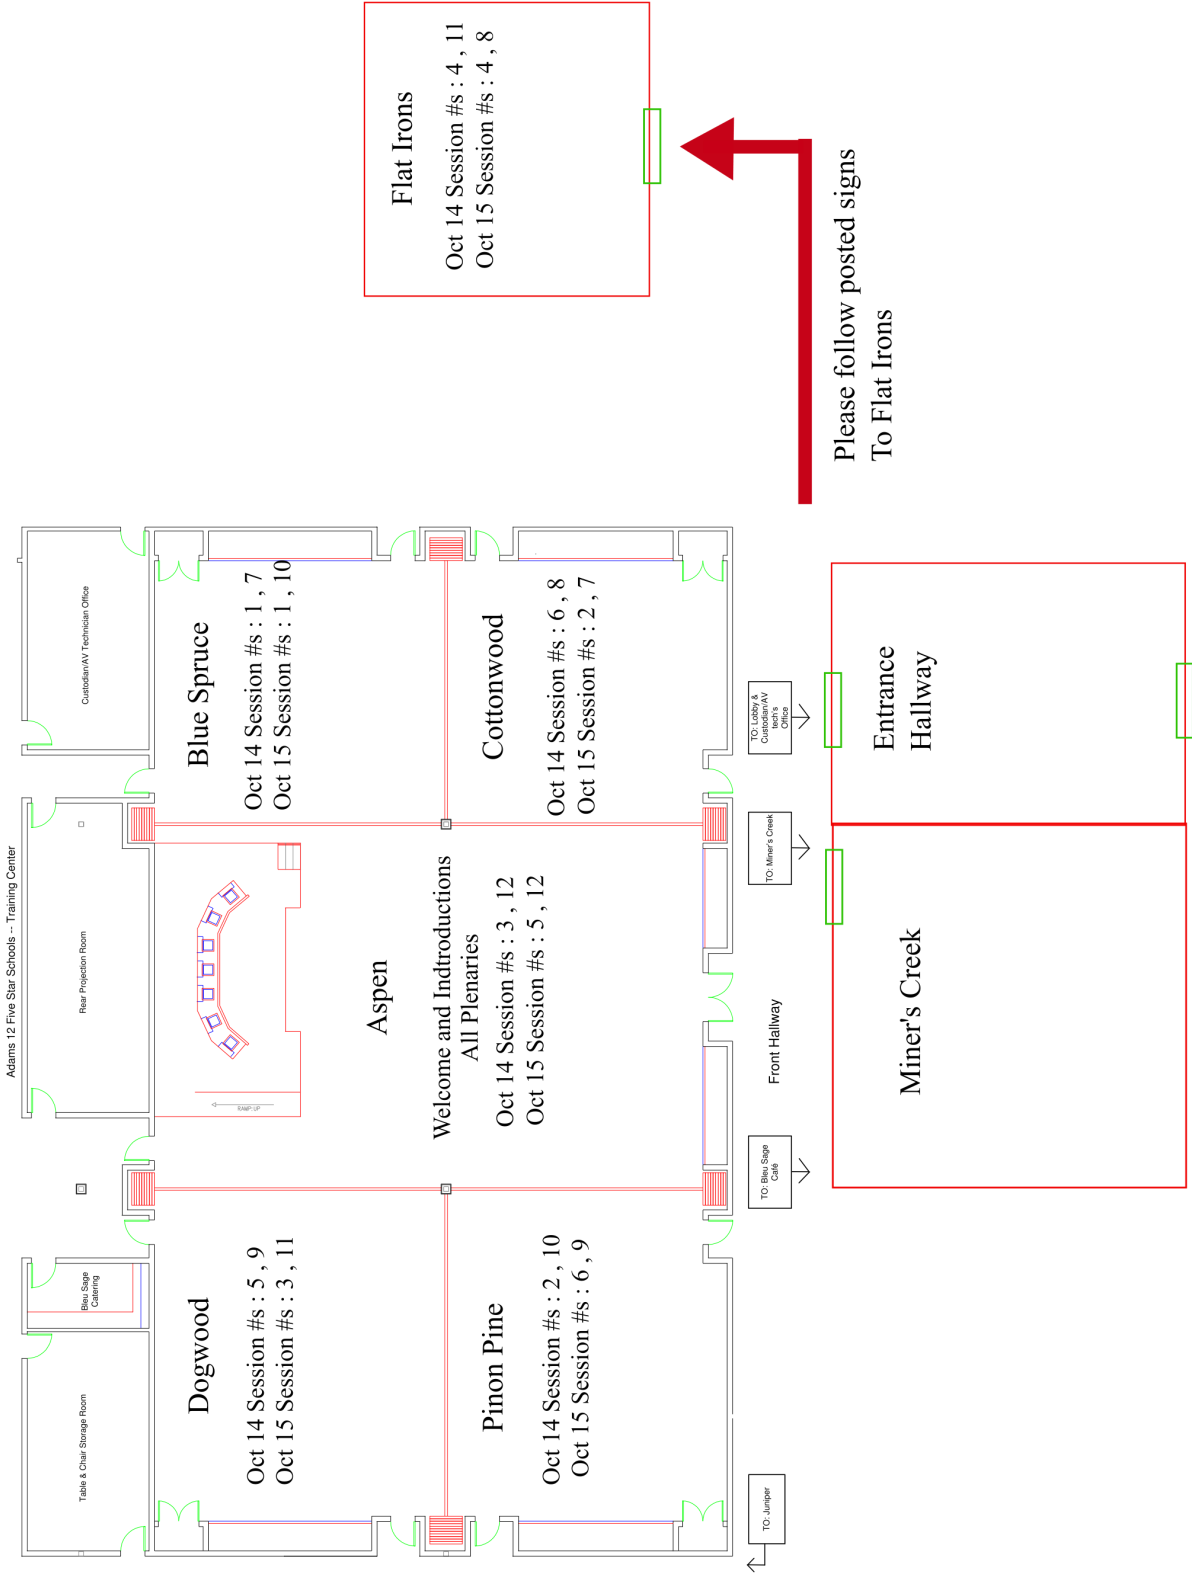 Adams 12 Five Star Schools -- Training Center
Table & Chair Storage Room
Bleu Sage
Catering
Rear Projection Room
Custodian/AV Technician Office
Dogwood
Oct 14 Session #s : 5 , 9
Oct 15 Session #s : 3 , 11
RAMP UP
Blue Spruce
Oct 14 Session #s : 1 , 7
Oct 15 Session #s : 1 , 10
Aspen
Welcome and Indtroductions
All Plenaries
Oct 14 Session #s : 3 , 12
Oct 15 Session #s : 5 , 12
Pinon Pine
Oct 14 Session #s : 2 , 10
Oct 15 Session #s : 6 , 9
Cottonwood
Oct 14 Session #s : 6 , 8
Oct 15 Session #s : 2 , 7
Flat Irons
Oct 14 Session #s : 4 , 11
Oct 15 Session #s : 4 , 8
TO: Juniper
TO: Bleu Sage
Café
Front Hallway
TO: Miner's Creek
TO: Lobby &
Custodian/AV
tech's
Office
Please follow posted signs
To Flat Irons
Miner's Creek
Entrance
Hallway